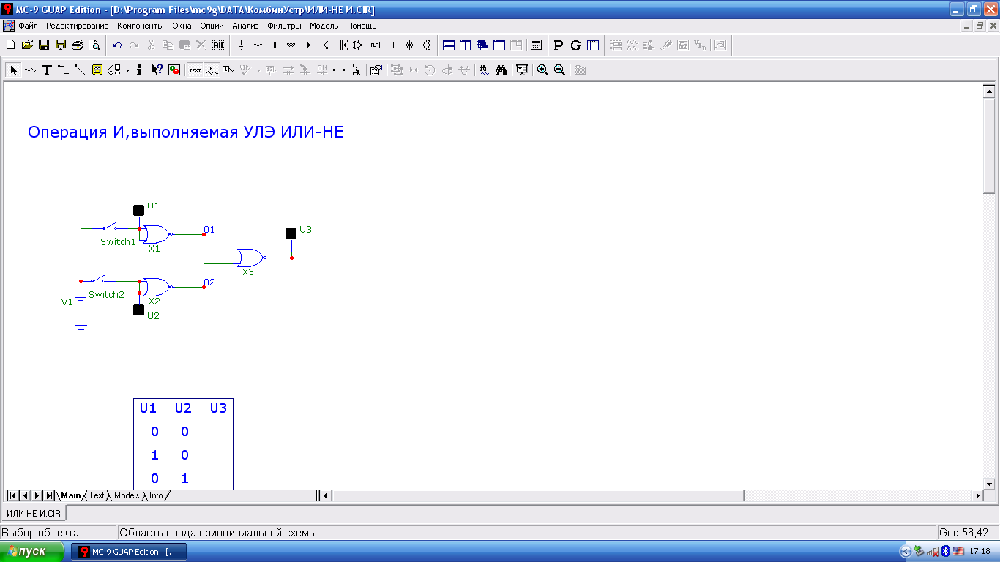 MC-9 GUAP Edition - [D:\Program Files\mc9g\DATA\КомбинУстр\ИЛИ-НЕ И.CIR]
Файл Редактирование Компоненты Окна Опции Анализ Фильтры Модель Помощь
Операция И,выполняемая УЛЭ ИЛИ-НЕ
U1
O1
U3
Switch1
X1
X3
O2
Switch2
V1
X2
U2
U1 U2 U3
0 0
1 0
0 1
Main Text Models Info
ИЛИ-НЕ И.CIR
Выбор объекта Область ввода принципиальной схемы Grid 56,42
пуск MC-9 GUAP Edition - [... 17:18